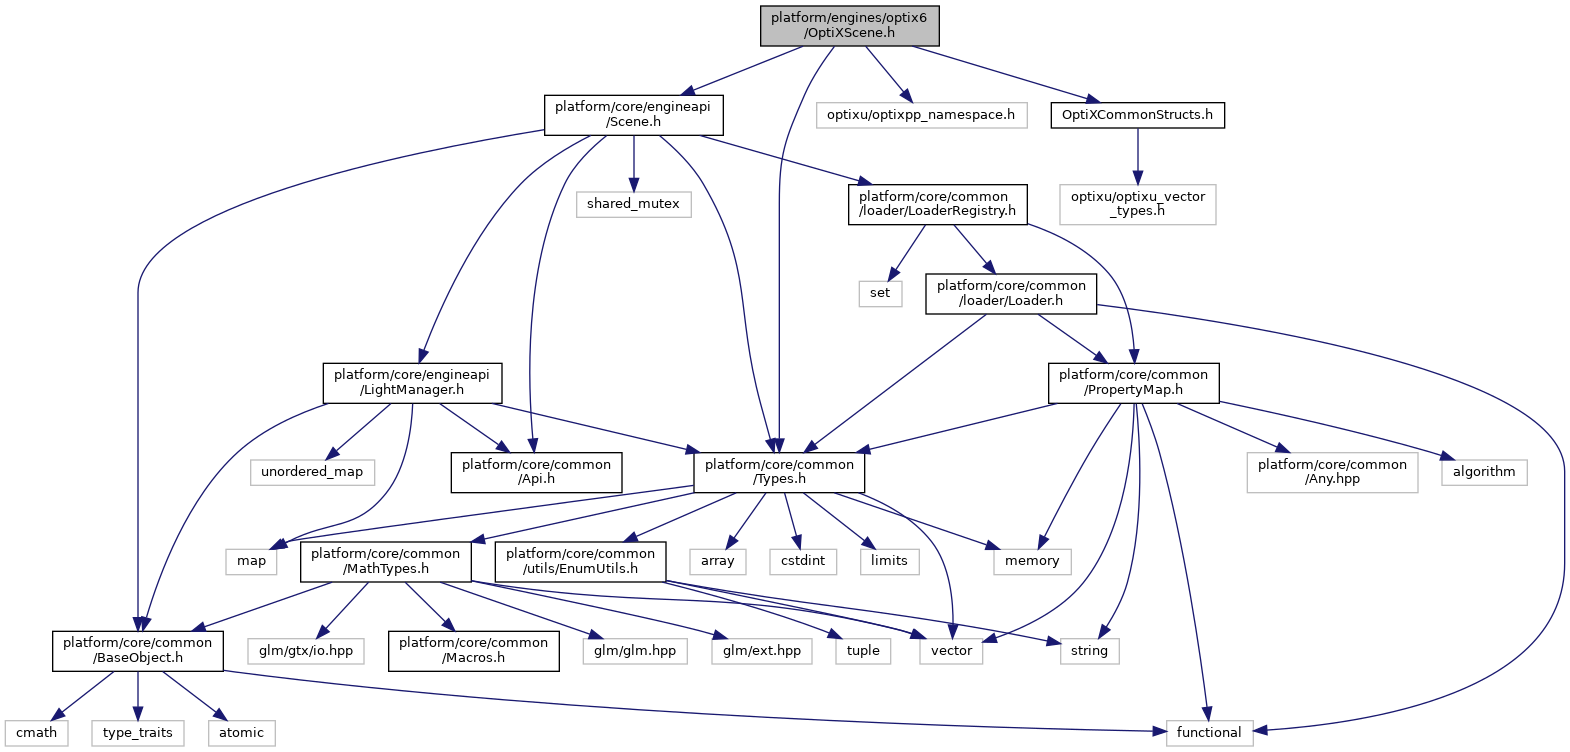 platform/engines/optix6
/OptiXScene.h
platform/core/engineapi
/Scene.h
optixu/optixpp_namespace.h
OptiXCommonStructs.h
shared_mutex
platform/core/common
/loader/LoaderRegistry.h
optixu/optixu_vector
_types.h
set
platform/core/common
/loader/Loader.h
platform/core/engineapi
/LightManager.h
platform/core/common
/PropertyMap.h
unordered_map
platform/core/common
/Api.h
platform/core/common
/Types.h
platform/core/common
/Any.hpp
algorithm
map
platform/core/common
/MathTypes.h
platform/core/common
/utils/EnumUtils.h
array
cstdint
limits
memory
platform/core/common
/BaseObject.h
glm/gtx/io.hpp
platform/core/common
/Macros.h
glm/glm.hpp
glm/ext.hpp
tuple
vector
string
cmath
type_traits
atomic
functional